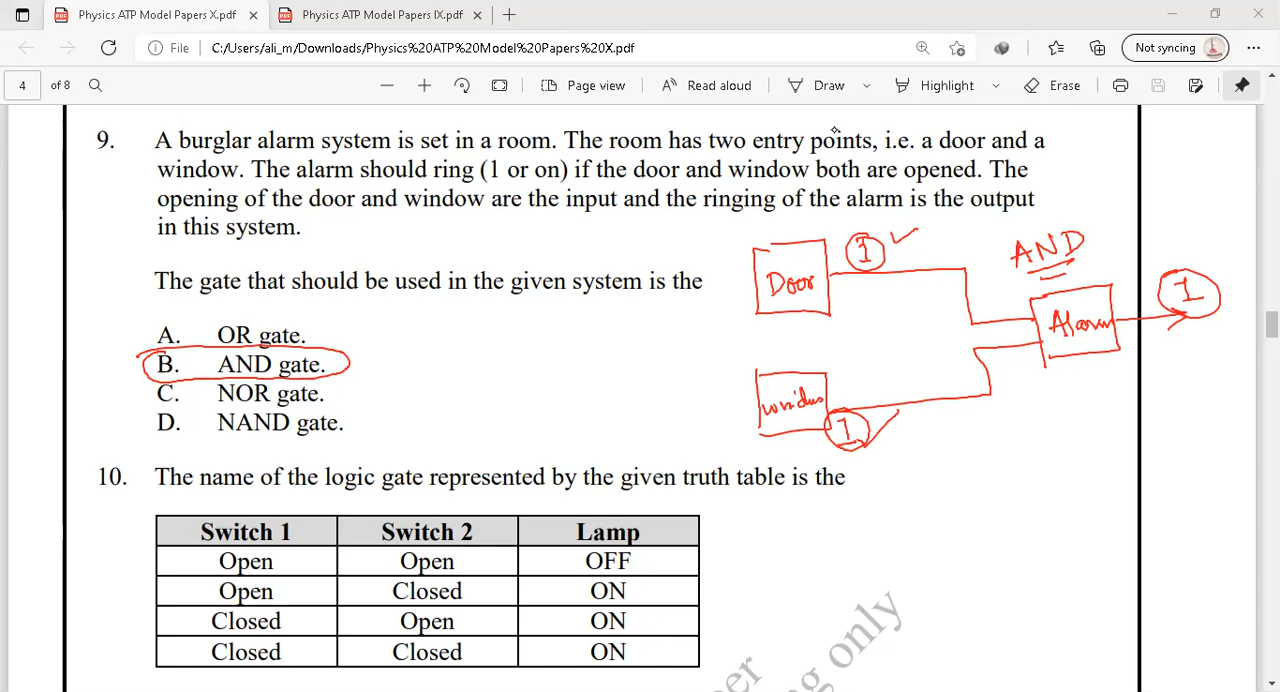 Physics ATP Model Papers X.pdf
Physics ATP Model Papers IX.pdf
File C:/Users/ali_m/Downloads/Physics%20ATP%20Model%20Papers%20X.pdf
Not syncing
4 of 8
Page view
Read aloud
Draw
Highlight
Erase
9. A burglar alarm system is set in a room. The room has two entry points, i.e. a door and a
window. The alarm should ring (1 or on) if the door and window both are opened. The
opening of the door and window are the input and the ringing of the alarm is the output
in this system.
Door
1
AND
Alarm
1
The gate that should be used in the given system is the
A. OR gate.
B. AND gate.
C. NOR gate.
D. NAND gate.
1
10. The name of the logic gate represented by the given truth table is the
Switch 1 Switch 2 Lamp
Open Open OFF
Open Closed ON
Closed Open ON
Closed Closed ON
only